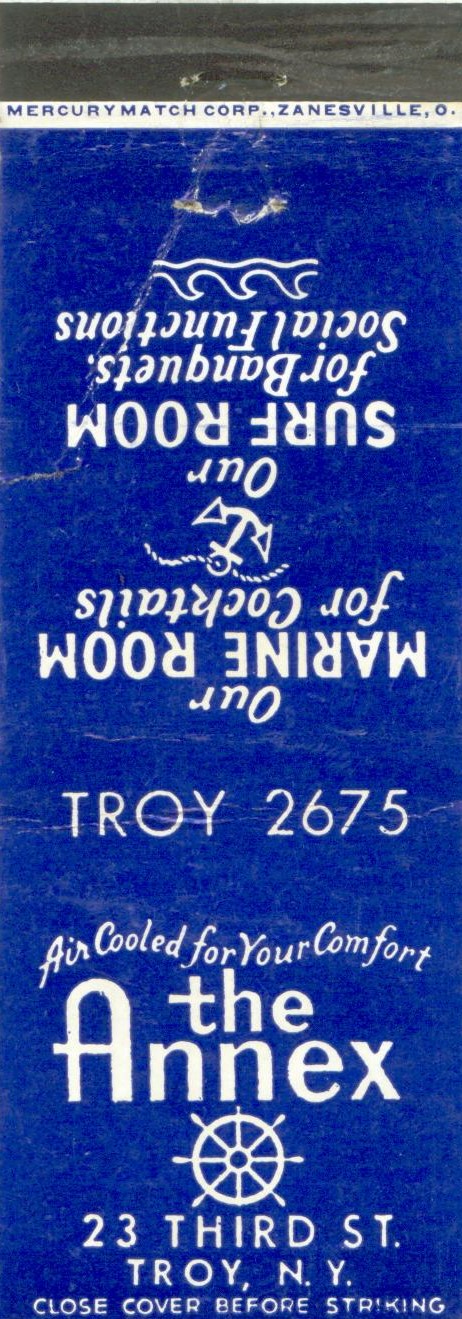 MERCURY MATCH CORP., ZANESVILLE, O.
Our
MARINE ROOM
for Cocktails
Our
SURF ROOM
for Banquets,
Social Functions
TROY 2675
Air Cooled for Your Comfort
the
Annex
23 THIRD ST.
TROY, N. Y.
CLOSE COVER BEFORE STRIKING